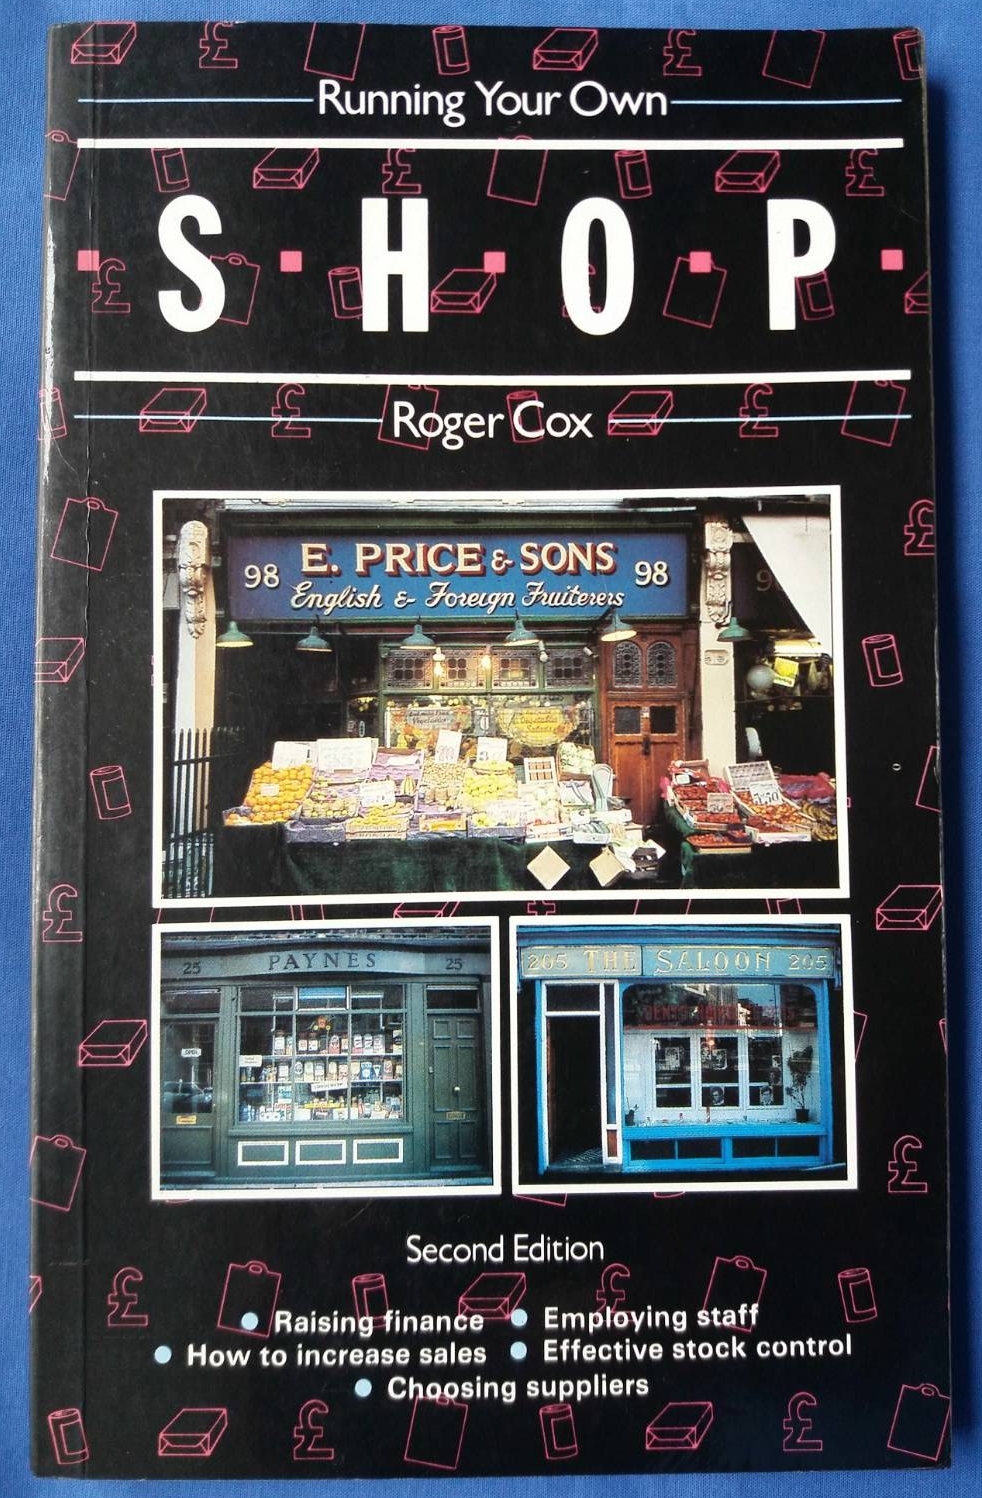 Running Your Own
SHOP
Roger Cox
98 E. PRICE & SONS 98
English & Foreign Fruiterers
25 PAYNES 25
OPEN
205 THE SALOON 205
Second Edition
• Raising finance • Employing staff
• How to increase sales • Effective stock control
• Choosing suppliers